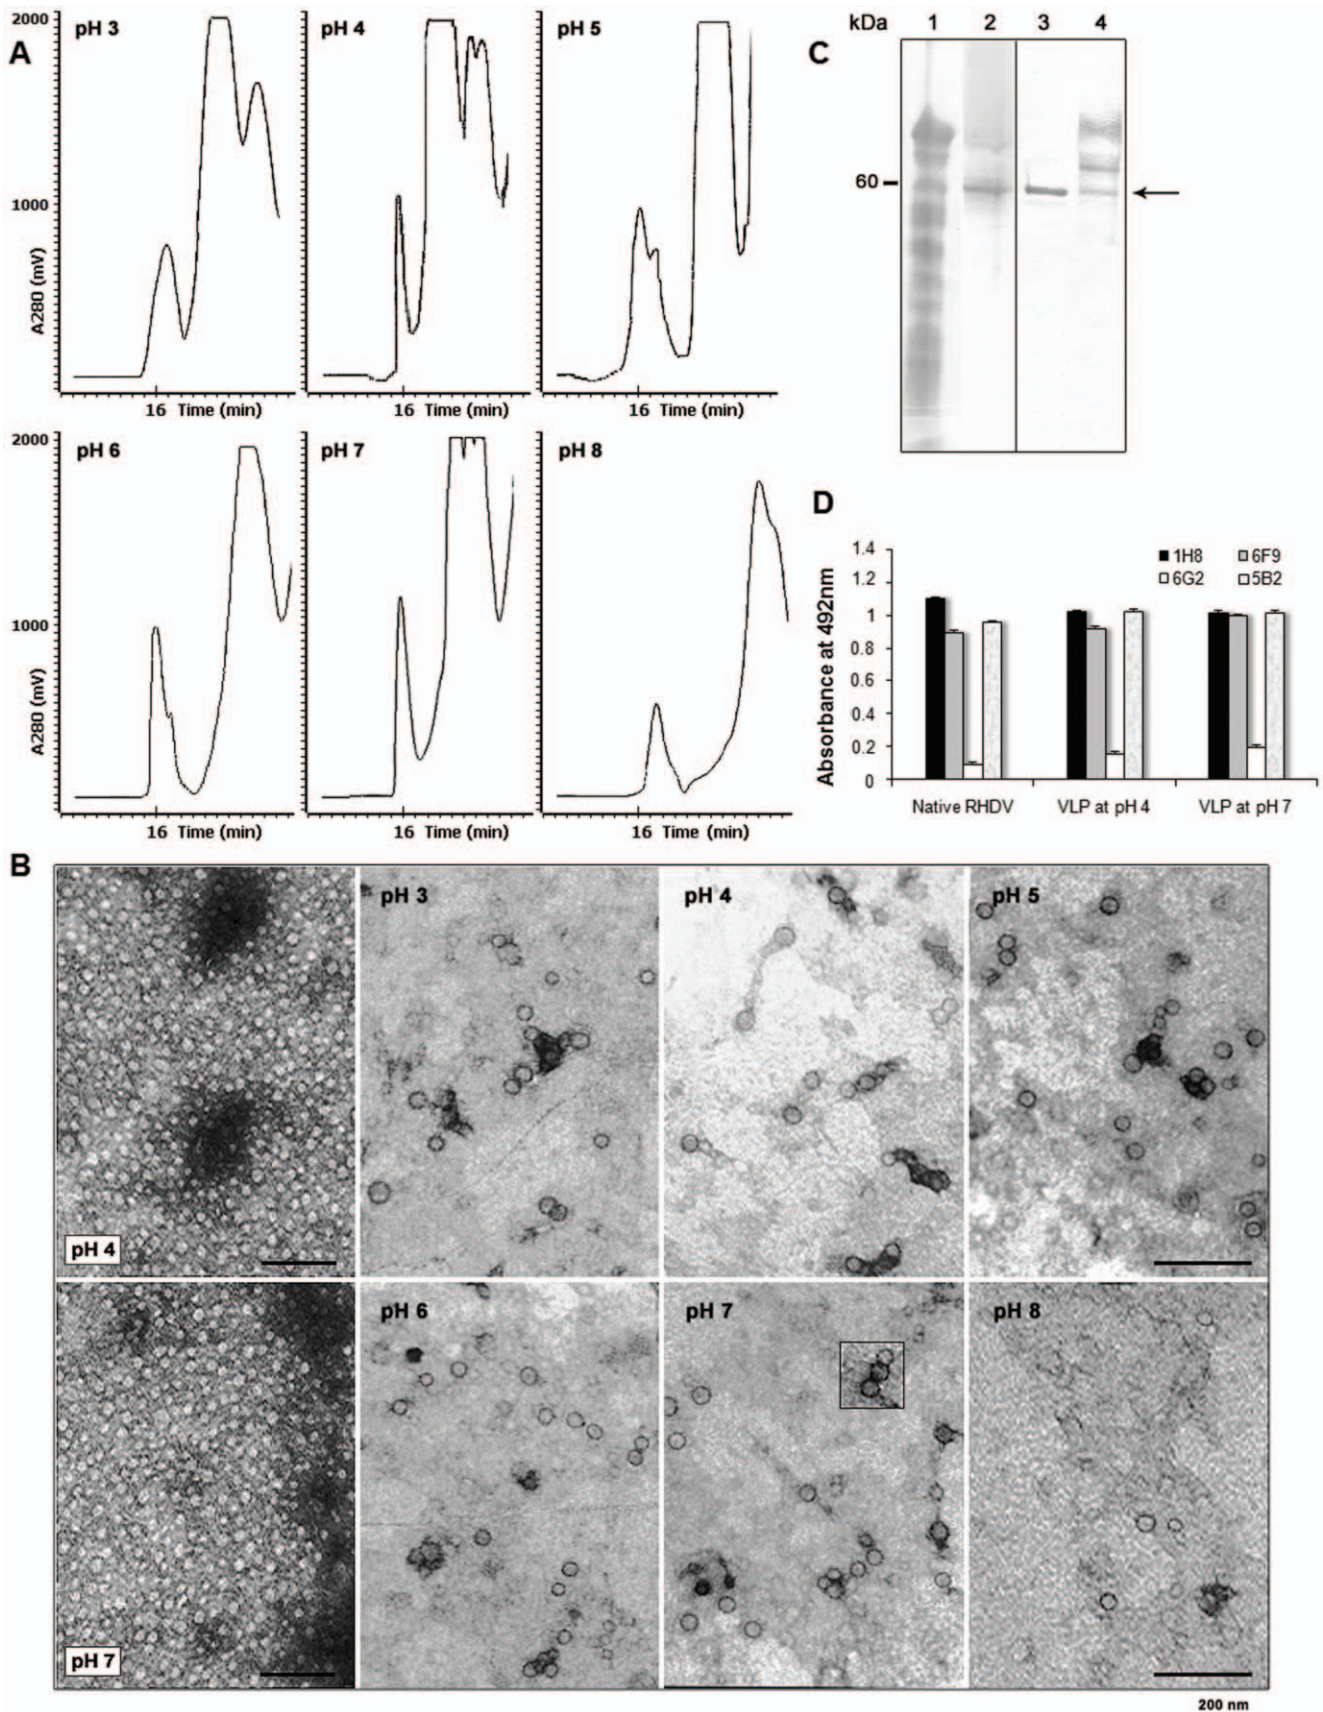 A
2000
1000
A280 (mV)
pH 3
16 Time (min)
pH 4
16 Time (min)
pH 5
16 Time (min)
2000
1000
A280 (mV)
pH 6
16 Time (min)
pH 7
16 Time (min)
pH 8
16 Time (min)
C
kDa 1 2 3 4
60
D
Absorbance at 492nm
1.4
1.2
1
0.8
0.6
0.4
0.2
0
1H8 6F9
6G2 5B2
Native RHDV VLP at pH 4 VLP at pH 7
B
pH 4
pH 3
pH 4
pH 5
pH 7
pH 6
pH 7
pH 8
200 nm